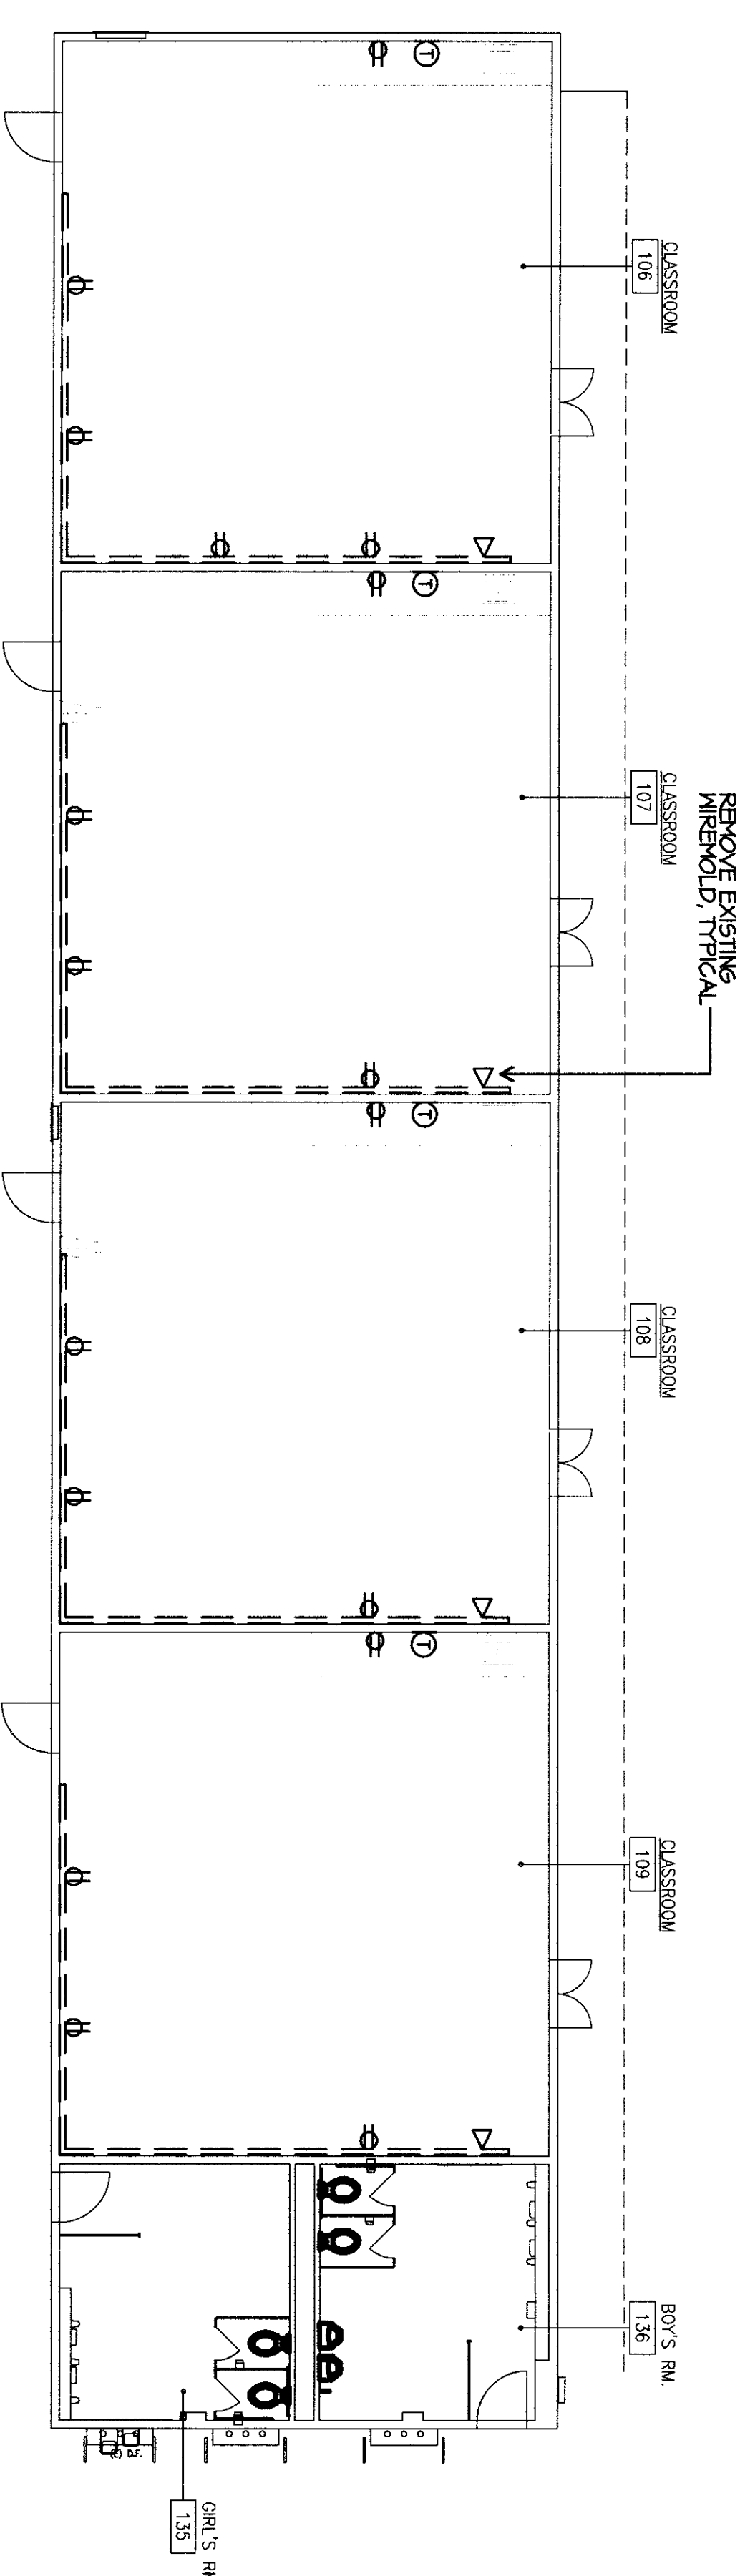 CLASSROOM
106
CLASSROOM
107
REMOVE EXISTING
WIREMOLD, TYPICAL
CLASSROOM
108
CLASSROOM
109
BOY'S RM.
136
GIRL'S
135
(E) D.F.
T
T
T
T